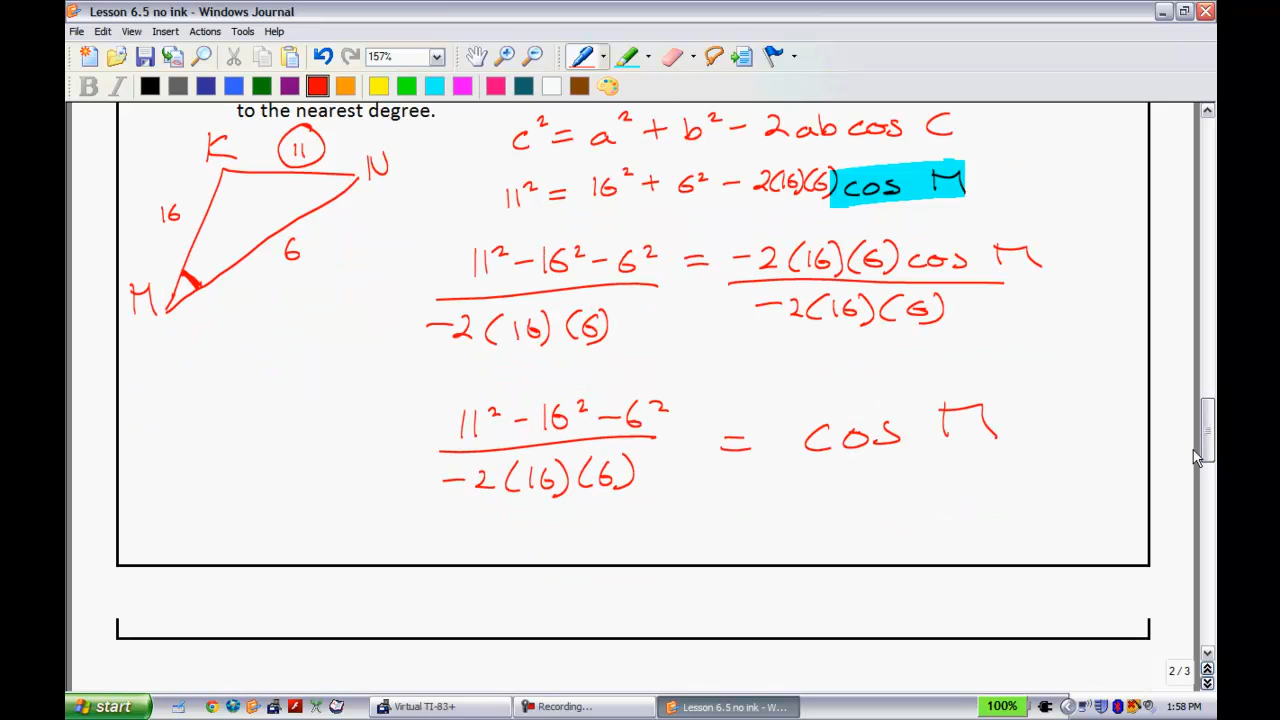 Lesson 6.5 no ink - Windows Journal
File Edit View Insert Actions Tools Help
157%
B I
to the nearest degree.
c² = a² + b² - 2ab cos C
K 11 N
11² = 16² + 6² - 2(16)(6) cos M
16
6
11² - 16² - 6² = -2(16)(6) cos M
M
-2(16)(6) -2(16)(6)
11² - 16² - 6² = cos M
-2(16)(6)
2 / 3
start Virtual TI-83+ Recording... Lesson 6.5 no ink - W... 100% 1:58 PM